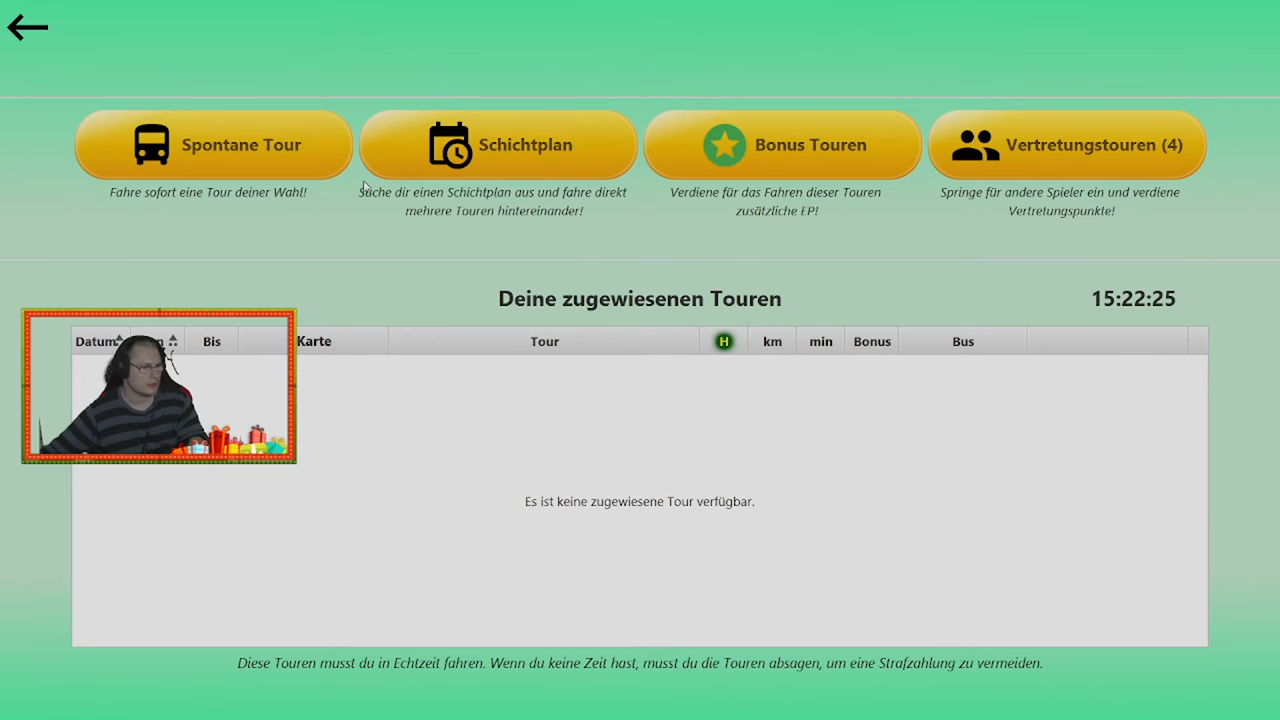 Spontane Tour
Schichtplan
Bonus Touren
Vertretungstouren (4)
Fahre sofort eine Tour deiner Wahl!
Suche dir einen Schichtplan aus und fahre direkt
mehrere Touren hintereinander!
Verdiene für das Fahren dieser Touren
zusätzliche EP!
Springe für andere Spieler ein und verdiene
Vertretungspunkte!
Deine zugewiesenen Touren
15:22:25
Datum Bis Karte Tour H km min Bonus Bus
Es ist keine zugewiesene Tour verfügbar.
Diese Touren musst du in Echtzeit fahren. Wenn du keine Zeit hast, musst du die Touren absagen, um eine Strafzahlung zu vermeiden.